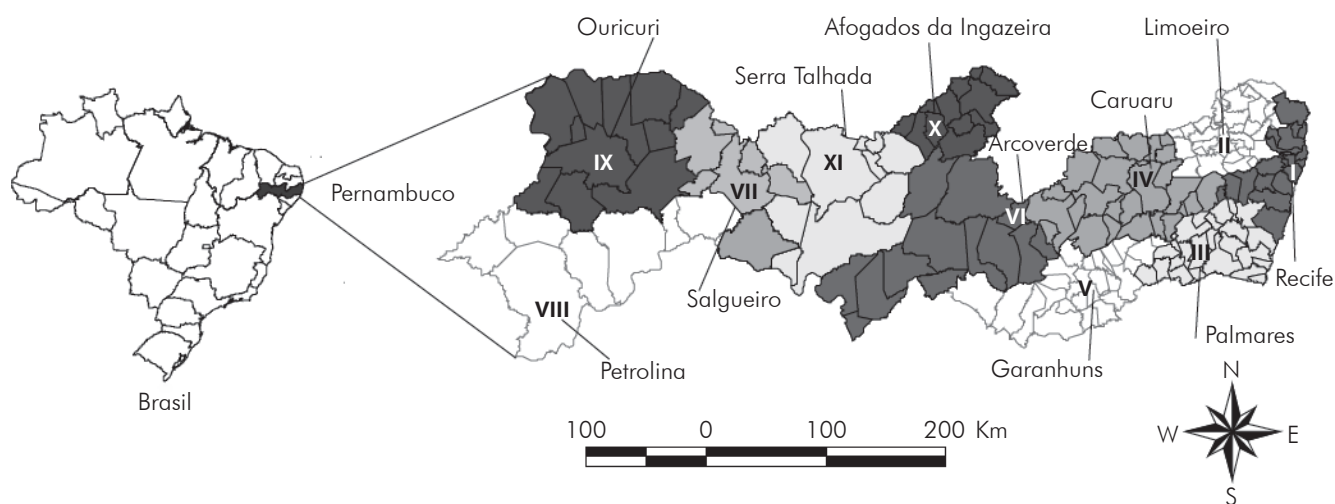 Ouricuri
Afogados da Ingazeira
Limoeiro
Serra Talhada
Caruaru
X
Arcoverde
II
Pernambuco
IX
VII
XI
IV
I
VI
III
Recife
Salgueiro
V
VIII
Palmares
Petrolina
Garanhuns
Brasil
N
100 0 100 200 Km
W E
S